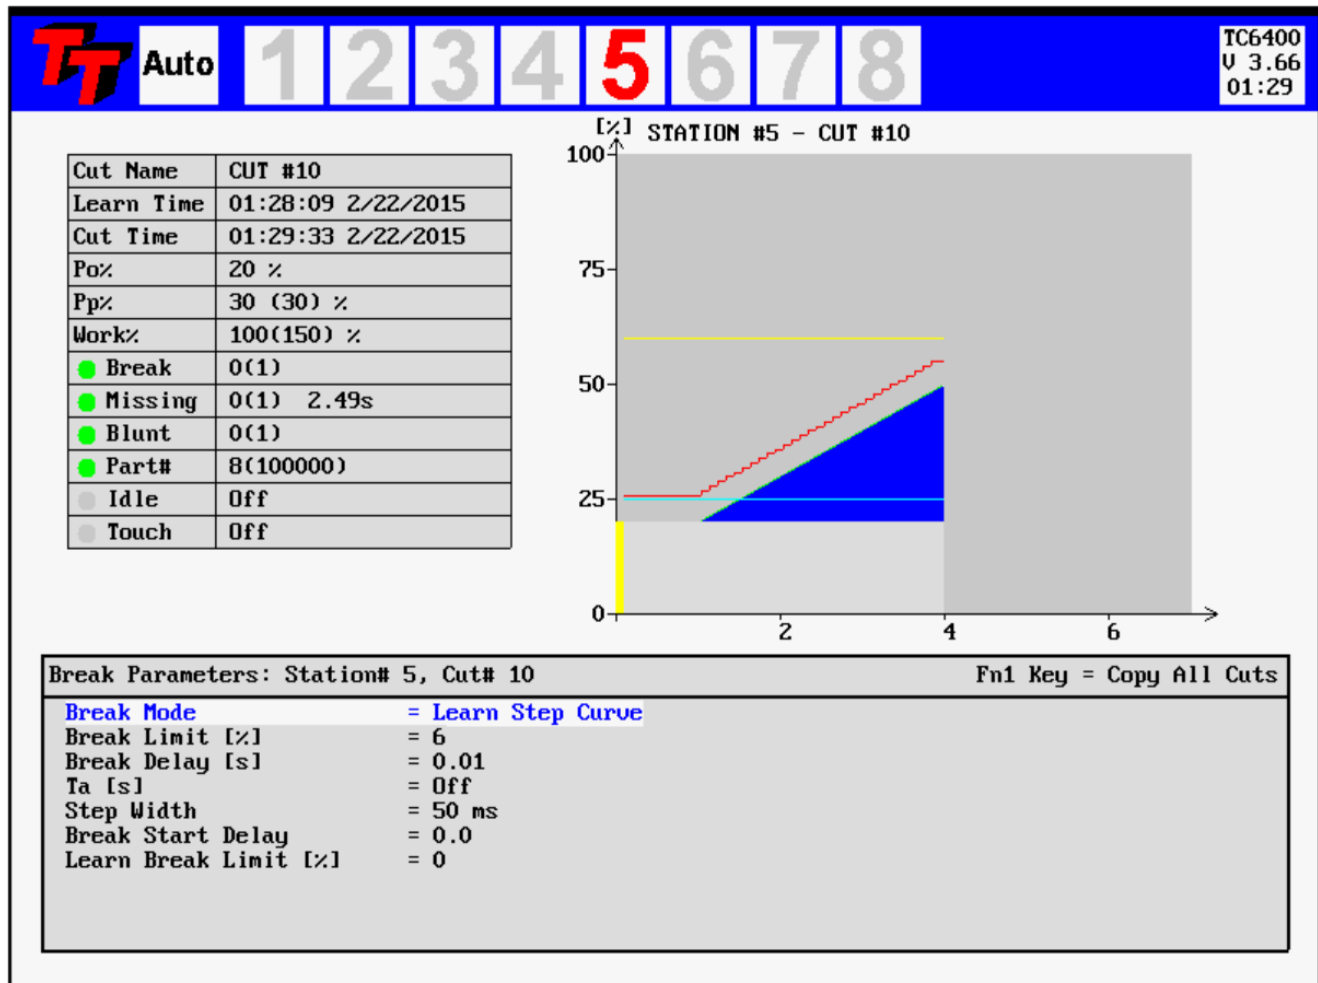 TT Auto 1 2 3 4 5 6 7 8
TC6400
V 3.66
01:29
[%] STATION #5 - CUT #10
Cut Name CUT #10
Learn Time 01:28:09 2/22/2015
Cut Time 01:29:33 2/22/2015
Po% 20 %
Pp% 30 (30) %
Work% 100(150) %
Break 0(1)
Missing 0(1) 2.49s
Blunt 0(1)
Part# 8(100000)
Idle Off
Touch Off
100
75
50
25
0
2 4 6
Break Parameters: Station# 5, Cut# 10 Fn1 Key = Copy All Cuts
Break Mode = Learn Step Curve
Break Limit [%] = 6
Break Delay [s] = 0.01
Ta [s] = Off
Step Width = 50 ms
Break Start Delay = 0.0
Learn Break Limit [%] = 0